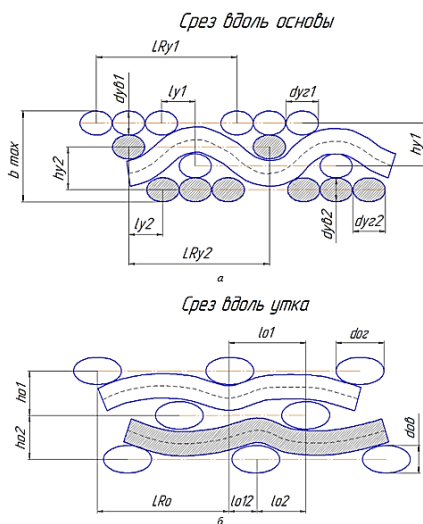 Срез вдоль основы
LRy1
dyв1
ly1
dyг1
b max
hy2
hy1
ly2
dyв2
dyг2
LRy2
а
Срез вдоль утка
lo1
doг
ho1
ho2
doв
LRo
lo12
lo2
б